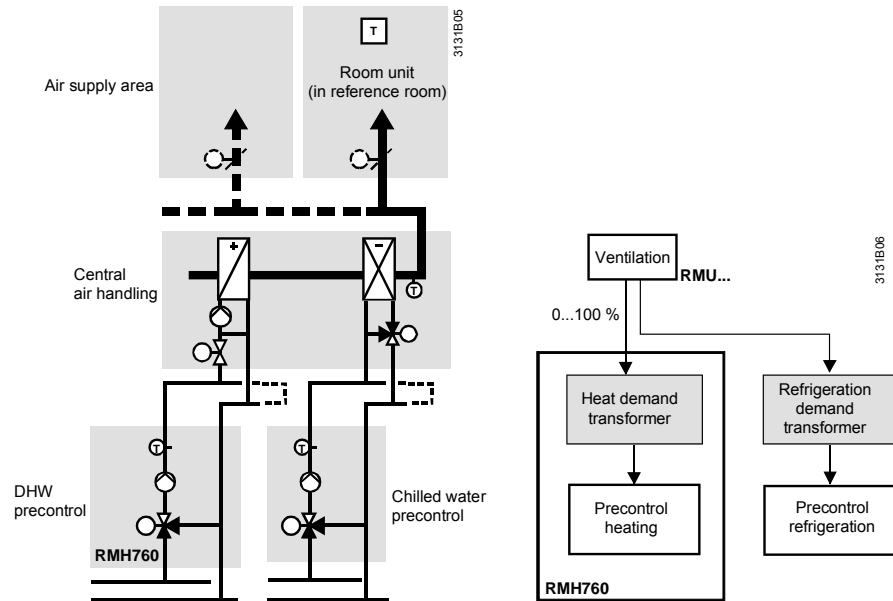 T
3131B05
Air supply area
Room unit
(in reference room)
+
-
Central
air handling
T
T
T
DHW
precontrol
Chilled water
precontrol
RMH760
Ventilation
RMU...
3131B06
0...100 %
Heat demand
transformer
Refrigeration
demand
transformer
Precontrol
heating
Precontrol
refrigeration
RMH760